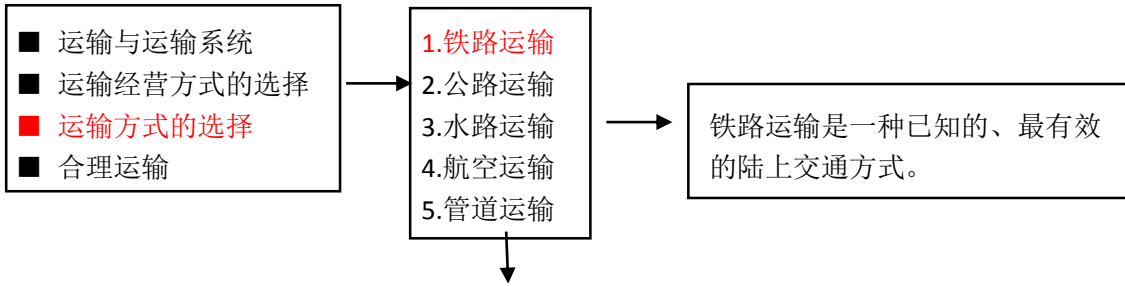 ■ 运输与运输系统
■ 运输经营方式的选择
■ 运输方式的选择
■ 合理运输
1.铁路运输
2.公路运输
3.水路运输
4.航空运输
5.管道运输
铁路运输是一种已知的、最有效
的陆上交通方式。